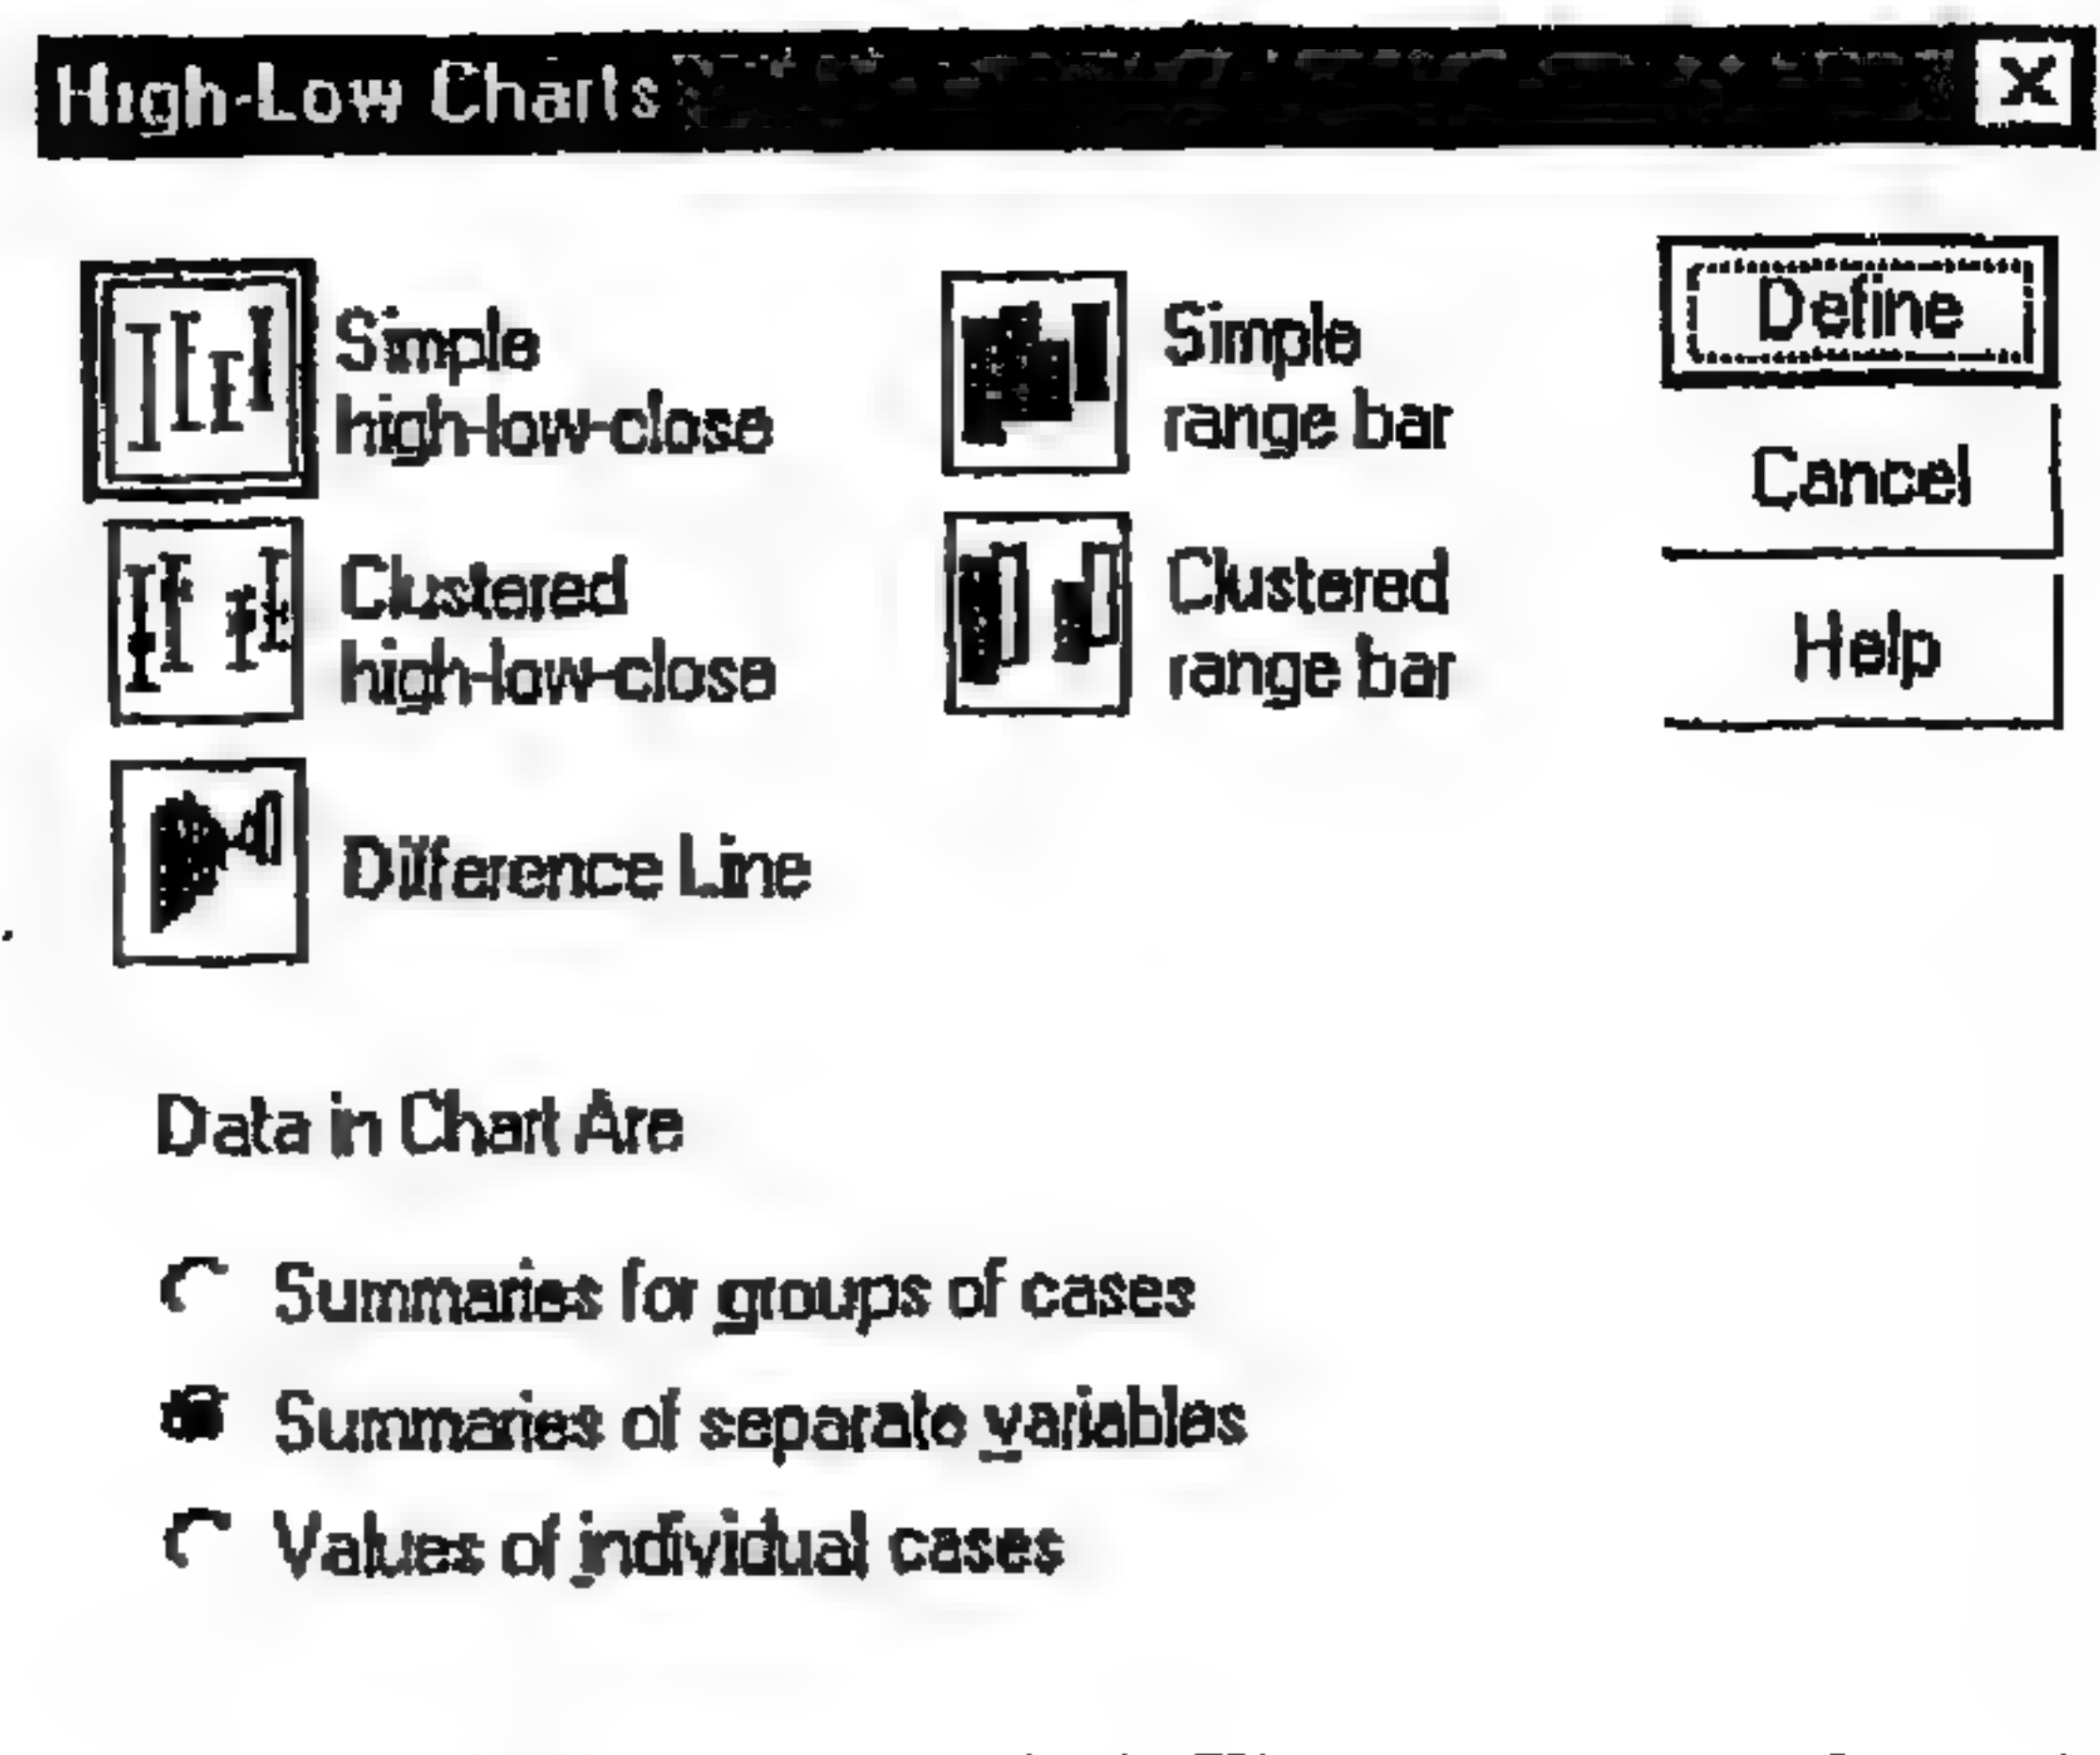 High-Low Charts
Simple
high-low-close
Simple
range bar
Define
Cancel
Clustered
high-low-close
Clustered
range bar
Help
Difference Line
Data in Chart Are
Summaries for groups of cases
Summaries of separate variables
Values of individual cases